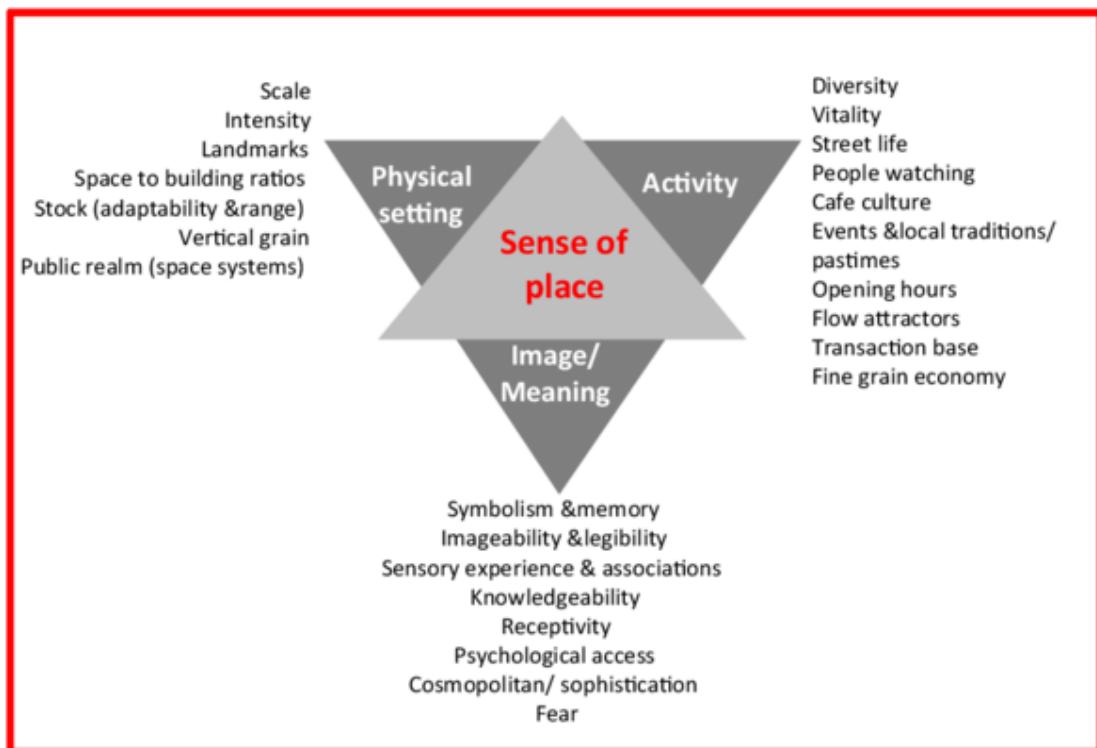 Scale
Intensity
Landmarks
Space to building ratios
Stock (adaptability &range)
Vertical grain
Public realm (space systems)
Physical
setting
Sense of
place
Activity
Image/
Meaning
Diversity
Vitality
Street life
People watching
Cafe culture
Events &local traditions/
pastimes
Opening hours
Flow attractors
Transaction base
Fine grain economy
Symbolism &memory
Imageability &legibility
Sensory experience & associations
Knowledgeability
Receptivity
Psychological access
Cosmopolitan/ sophistication
Fear